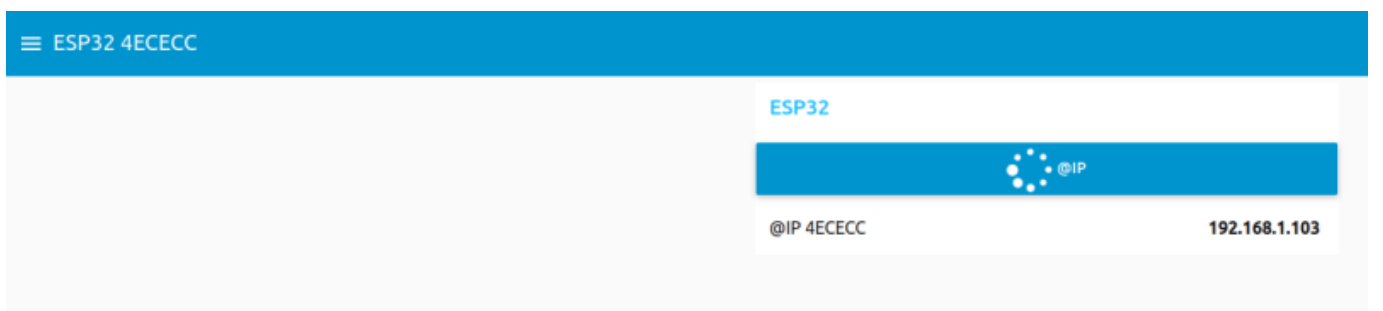 ESP32 4ECECC
ESP32
@IP
@IP 4ECECC 192.168.1.103